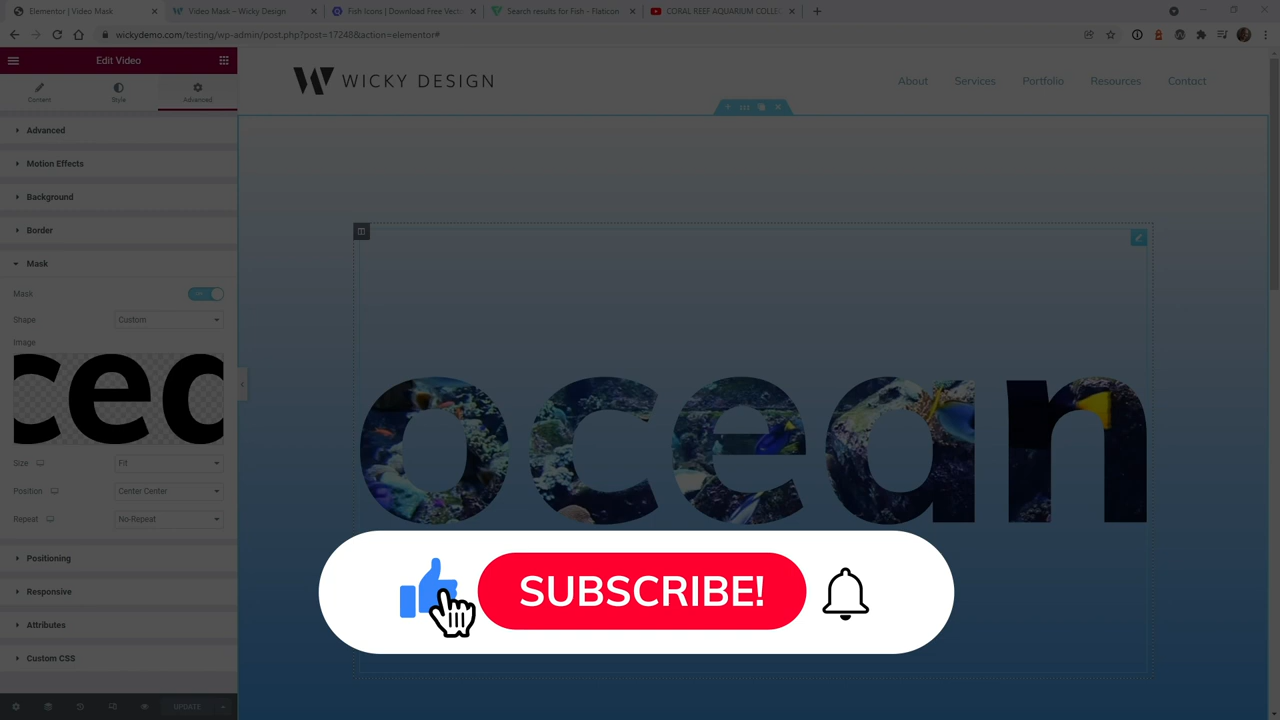 Elementor | Video Mask
Video Mask – Wicky Design
Fish Icons | Download Free Vect
Search results for Fish - Flaticon
CORAL REEF AQUARIUM COLLE
wickydemo.com/testing/wp-admin/post.php?post=17248&action=elementor#
Edit Video
Content
Style
Advanced
WICKY DESIGN
About
Services
Portfolio
Resources
Contact
Advanced
Motion Effects
Background
Border
Mask
Mask
Shape
Custom
Image
ocean
Size
Fit
Position
Center Center
Repeat
No-Repeat
Positioning
Responsive
Attributes
Custom CSS
UPDATE
ocean
SUBSCRIBE!